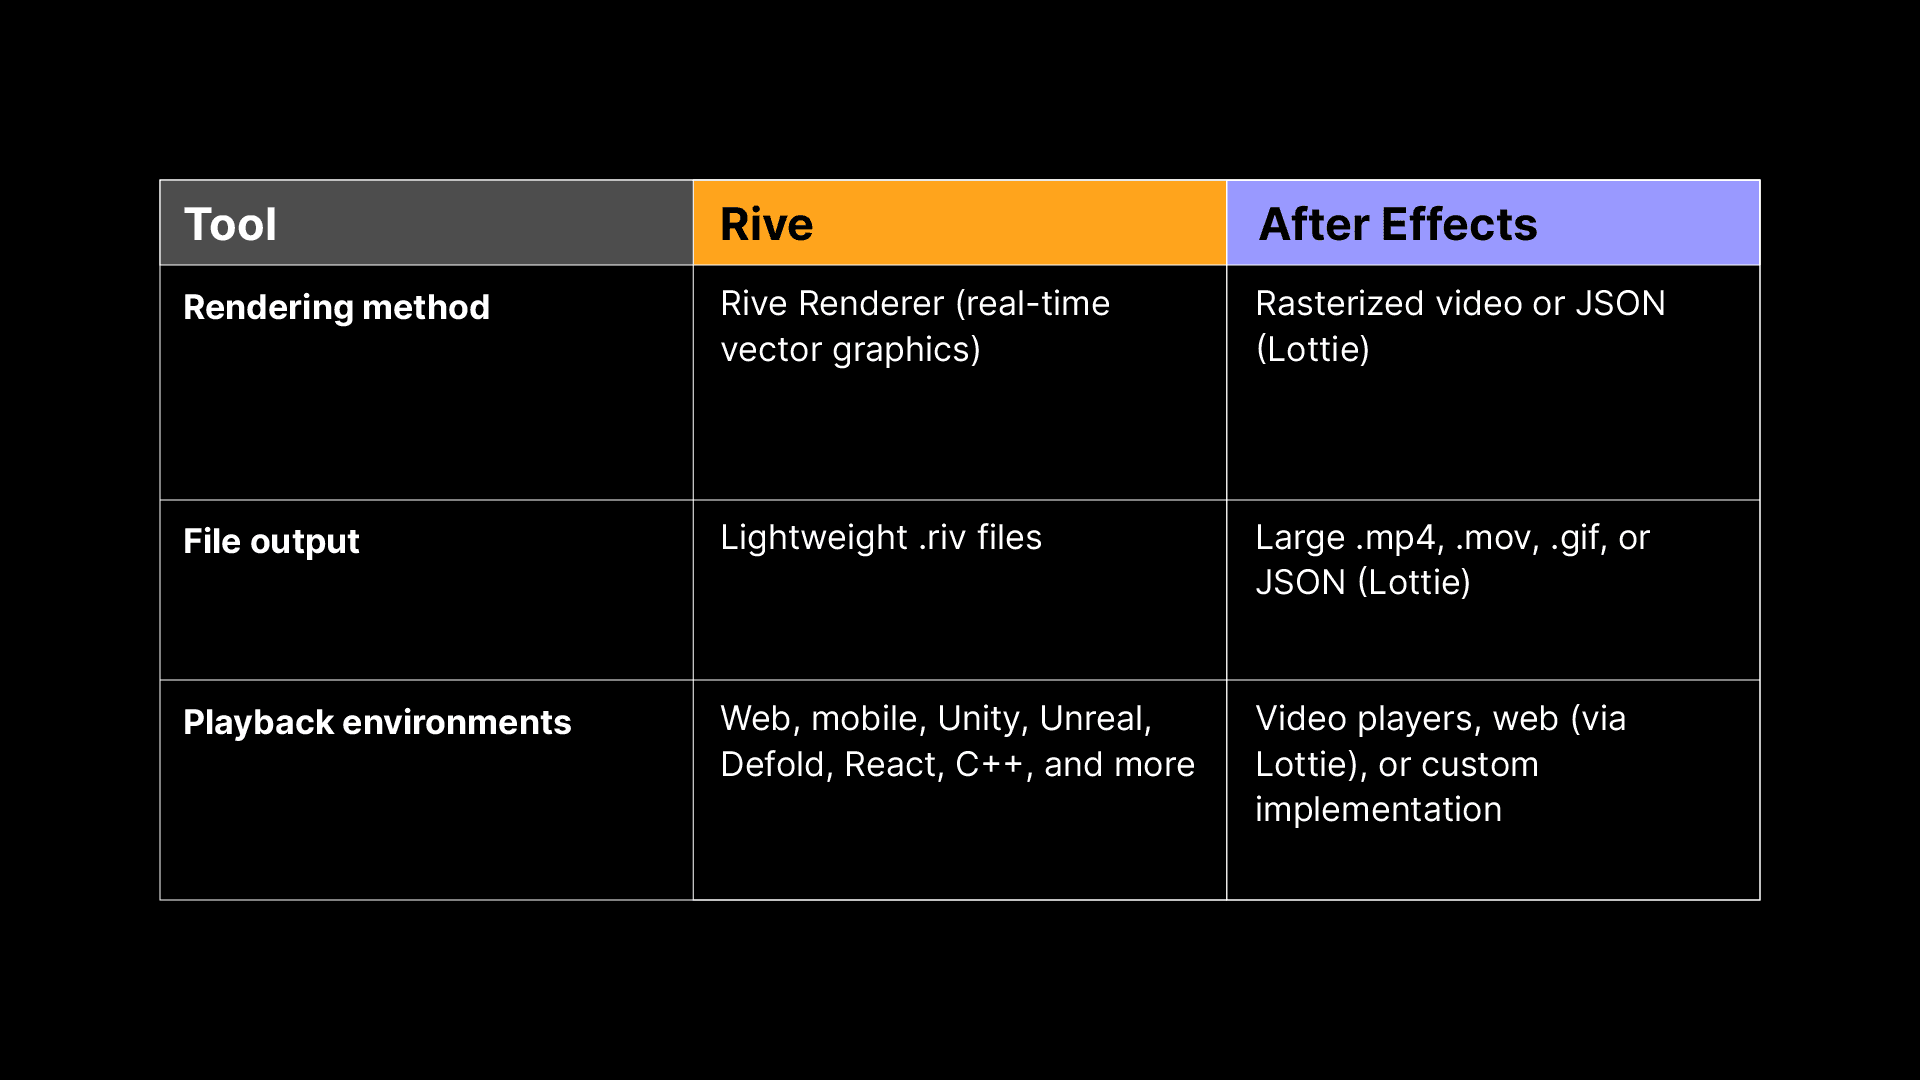 Tool
Rive
After Effects
Rendering method
Rive Renderer (real-time
vector graphics)
Rasterized video or JSON
(Lottie)
File output
Lightweight .riv files
Large .mp4, .mov, .gif, or
JSON (Lottie)
Playback environments
Web, mobile, Unity, Unreal,
Defold, React, C++, and more
Video players, web (via
Lottie), or custom
implementation